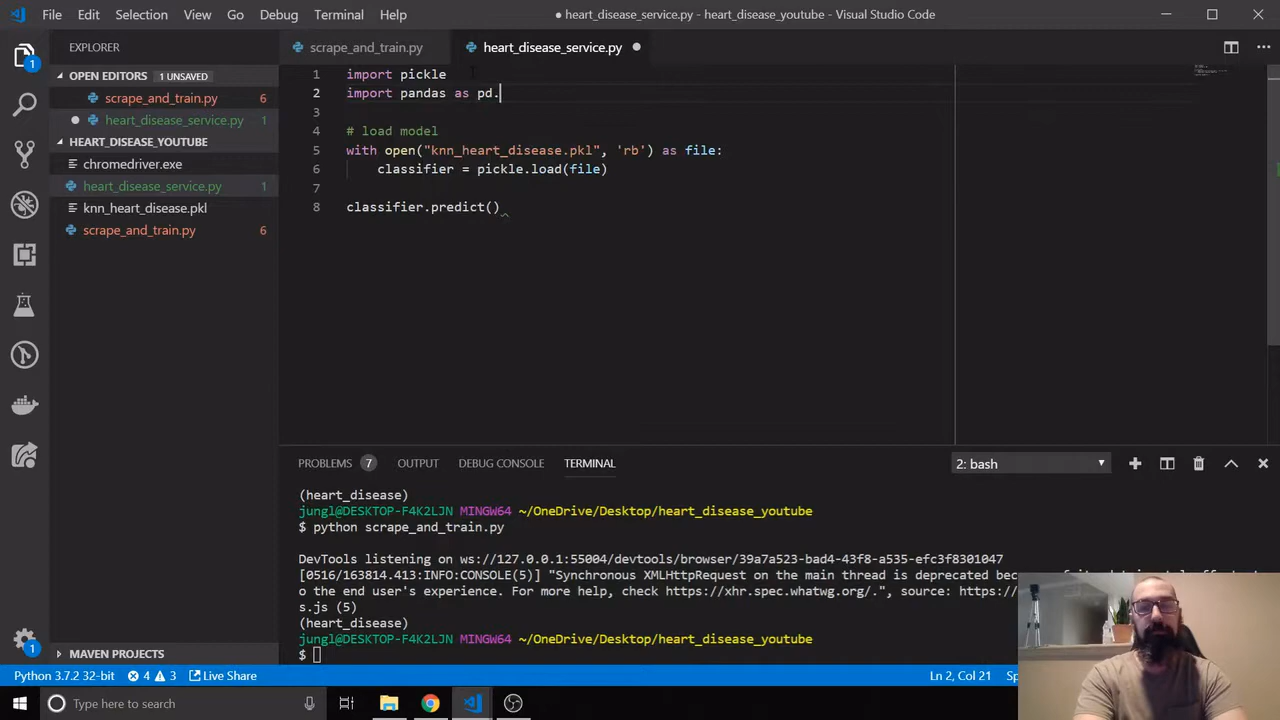 File Edit Selection View Go Debug Terminal Help
● heart_disease_service.py - heart_disease_youtube - Visual Studio Code
EXPLORER
scrape_and_train.py
heart_disease_service.py
OPEN EDITORS 1 UNSAVED
scrape_and_train.py 6
heart_disease_service.py 1
HEART_DISEASE_YOUTUBE
chromedriver.exe
heart_disease_service.py 1
knn_heart_disease.pkl
scrape_and_train.py 6
MAVEN PROJECTS
1
1
1 import pickle
2 import pandas as pd.
3
4 # load model
5 with open("knn_heart_disease.pkl", 'rb') as file:
6 classifier = pickle.load(file)
7
8 classifier.predict()
PROBLEMS 7 OUTPUT DEBUG CONSOLE TERMINAL
2: bash
(heart_disease)
jungl@DESKTOP-F4K2LJN MINGW64 ~/OneDrive/Desktop/heart_disease_youtube
$ python scrape_and_train.py
DevTools listening on ws://127.0.0.1:55004/devtools/browser/39a7a523-bad4-43f8-a535-efc3f8301047
[0516/163814.413:INFO:CONSOLE(5)] "Synchronous XMLHttpRequest on the main thread is deprecated bec
o the end user's experience. For more help, check https://xhr.spec.whatwg.org/.", source: https:/
s.js (5)
(heart_disease)
jungl@DESKTOP-F4K2LJN MINGW64 ~/OneDrive/Desktop/heart_disease_youtube
$
Python 3.7.2 32-bit 4 3 Live Share
Ln 2, Col 21
Type here to search